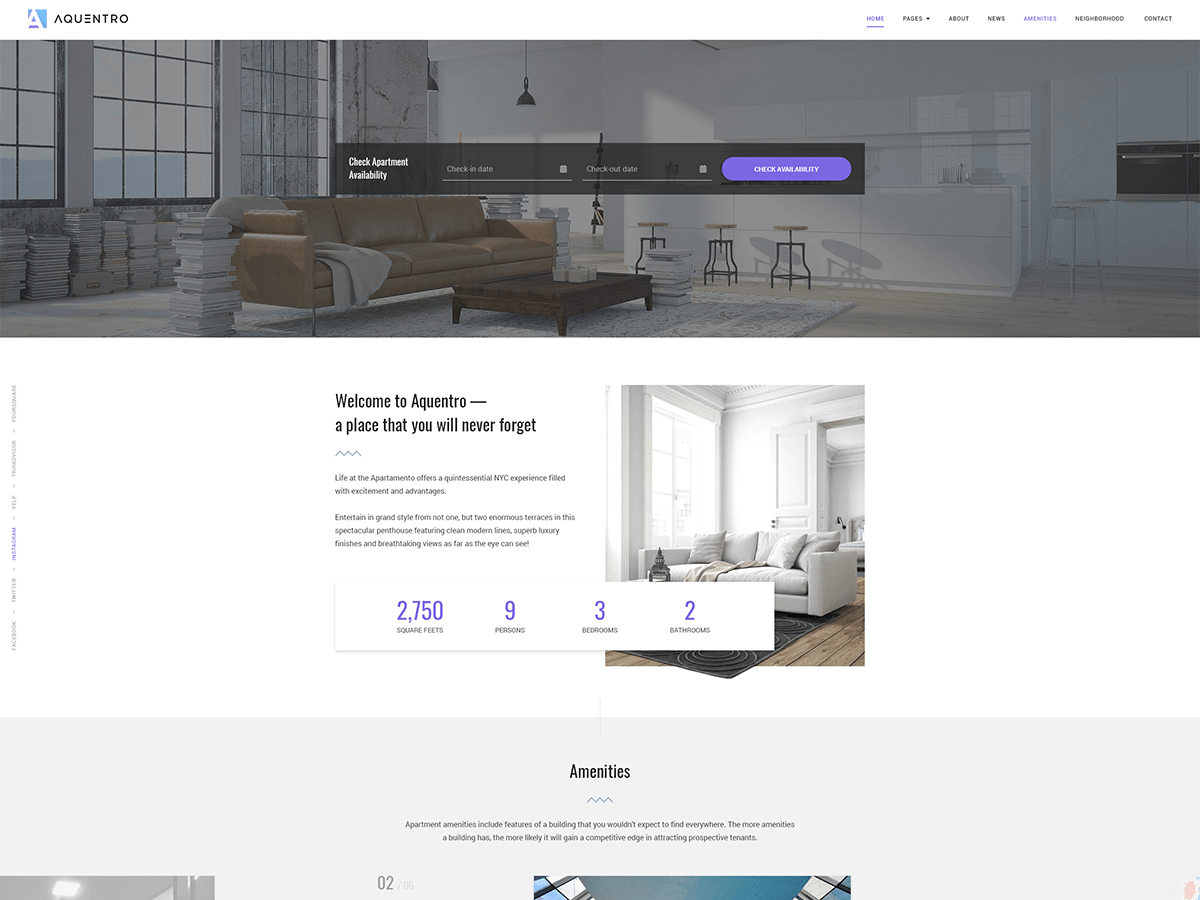 AQUENTRO
HOME
PAGES
ABOUT
NEWS
AMENITIES
NEIGHBORHOOD
CONTACT
Check Apartment
Availability
Check-in date
Check-out date
CHECK AVAILABILITY
FOURSQUARE
TRIPADVISOR
YELP
INSTAGRAM
TWITTER
FACEBOOK
Welcome to Aquentro —
a place that you will never forget
Life at the Apartamento offers a quintessential NYC experience filled
with excitement and advantages.
Entertain in grand style from not one, but two enormous terraces in this
spectacular penthouse featuring clean modern lines, superb luxury
finishes and breathtaking views as far as the eye can see!
2,750
SQUARE FEETS
9
PERSONS
3
BEDROOMS
2
BATHROOMS
Amenities
Apartment amenities include features of a building that you wouldn't expect to find everywhere. The more amenities
a building has, the more likely it will gain a competitive edge in attracting prospective tenants.
02 / 06